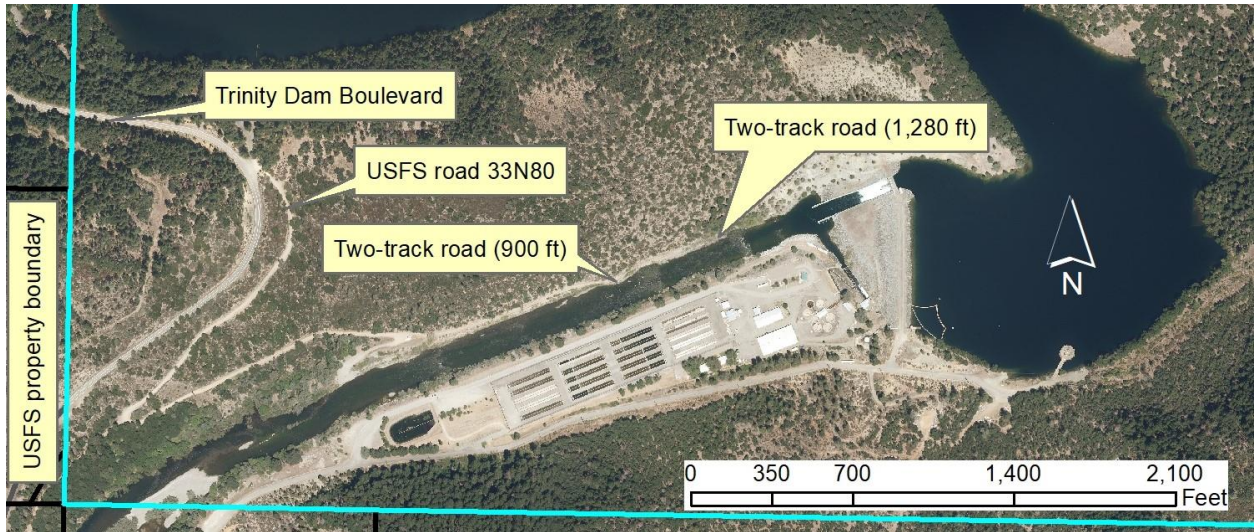 Trinity Dam Boulevard
Two-track road (1,280 ft)
USFS road 33N80
Two-track road (900 ft)
USFS property boundary
N
0 350 700 1,400 2,100
Feet